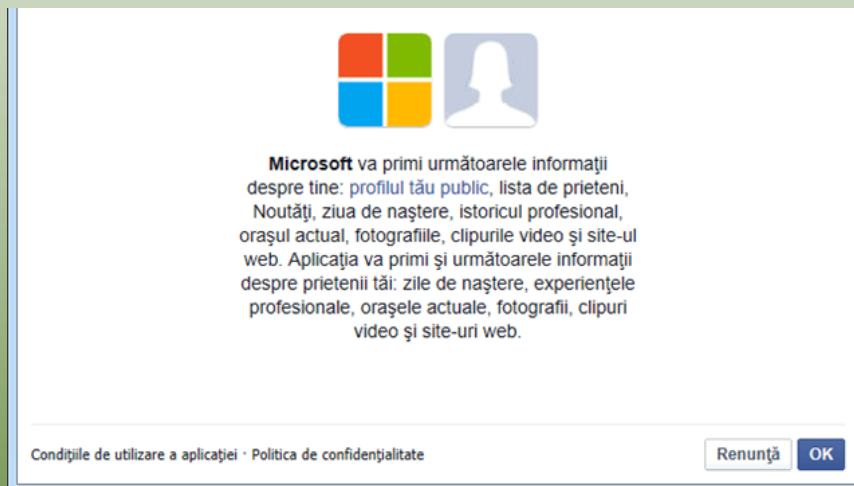 Microsoft va primi următoarele informaţii
despre tine: profilul tău public, lista de prieteni,
Noutăţi, ziua de naştere, istoricul profesional,
oraşul actual, fotografiile, clipurile video şi site-ul
web. Aplicaţia va primi şi următoarele informaţii
despre prietenii tăi: zile de naştere, experienţele
profesionale, oraşele actuale, fotografii, clipuri
video şi site-uri web.
Condiţiile de utilizare a aplicaţiei · Politica de confidenţialitate
Renunţă OK